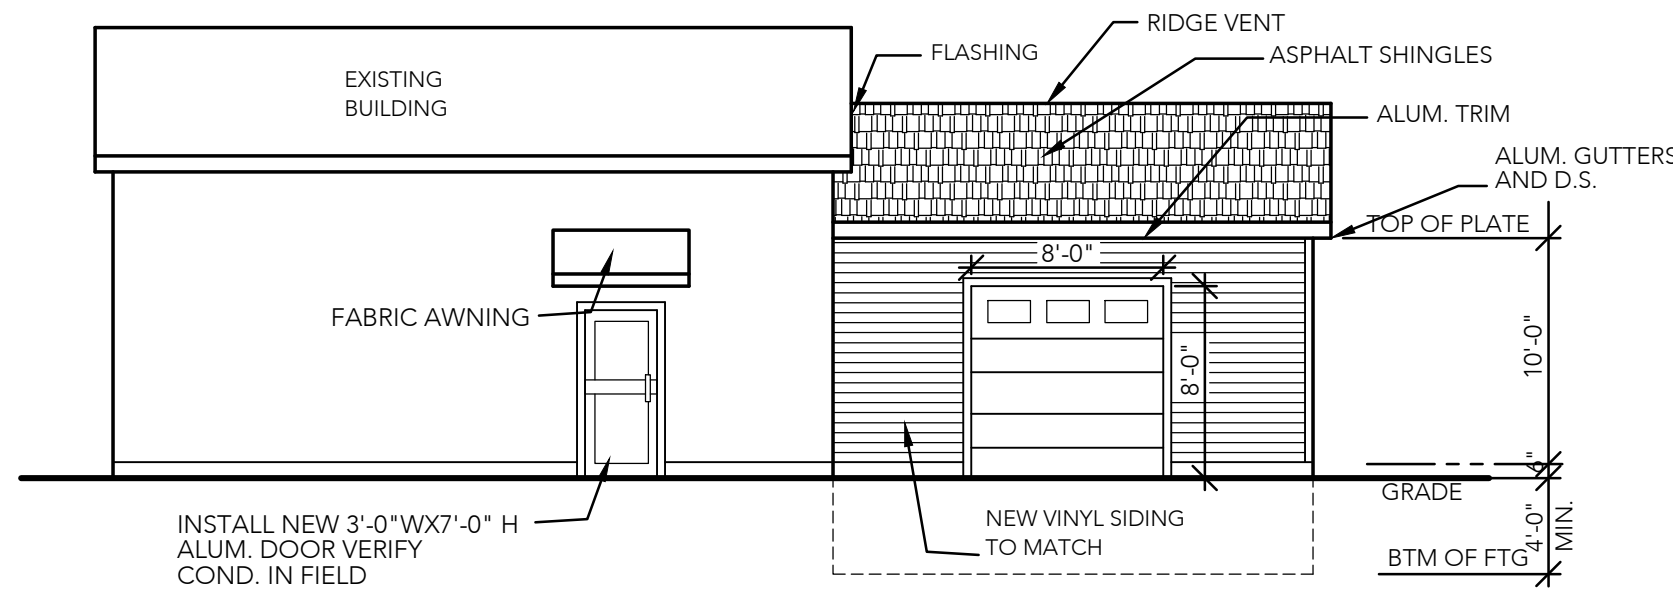 RIDGE VENT
FLASHING
ASPHALT SHINGLES
EXISTING
BUILDING
ALUM. TRIM
ALUM. GUTTERS
AND D.S.
TOP OF PLATE
8'-0"
FABRIC AWNING
8'-0"
10'-0"
6"
GRADE
INSTALL NEW 3'-0"WX7'-0" H
ALUM. DOOR VERIFY
COND. IN FIELD
NEW VINYL SIDING
TO MATCH
4'-0"
MIN.
BTM OF FTG